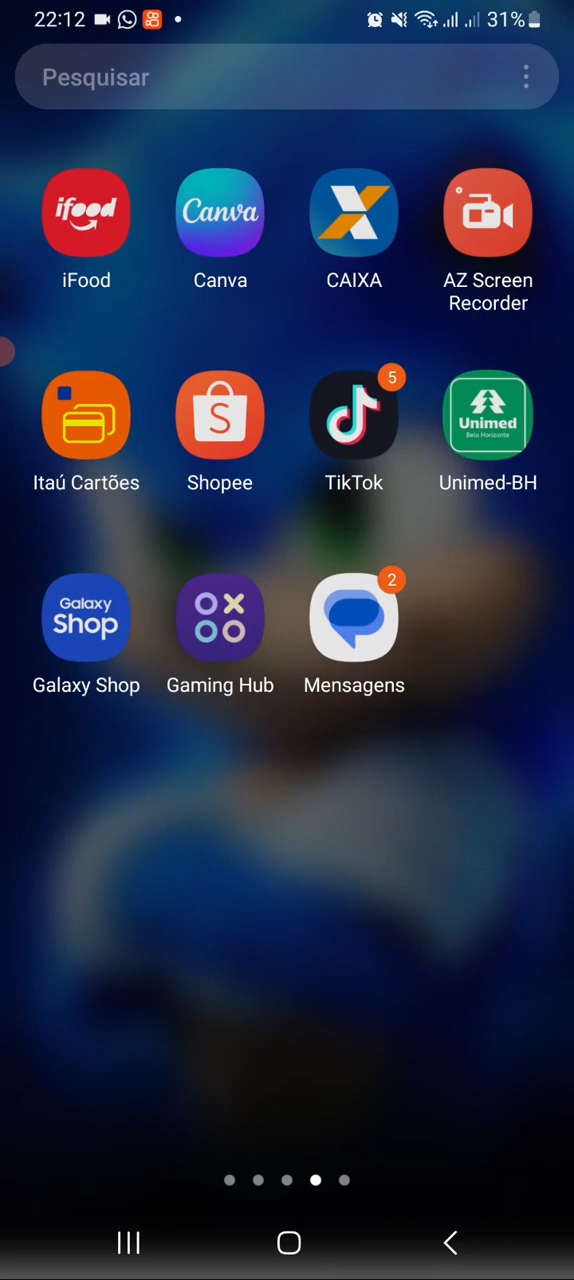 22:12 31%
Pesquisar
ifood
Canva
iFood
Canva
CAIXA
AZ Screen
Recorder
5
S
Unimed
Belo Horizonte
Itaú Cartões
Shopee
TikTok
Unimed-BH
2
Galaxy
Shop
Galaxy Shop
Gaming Hub
Mensagens